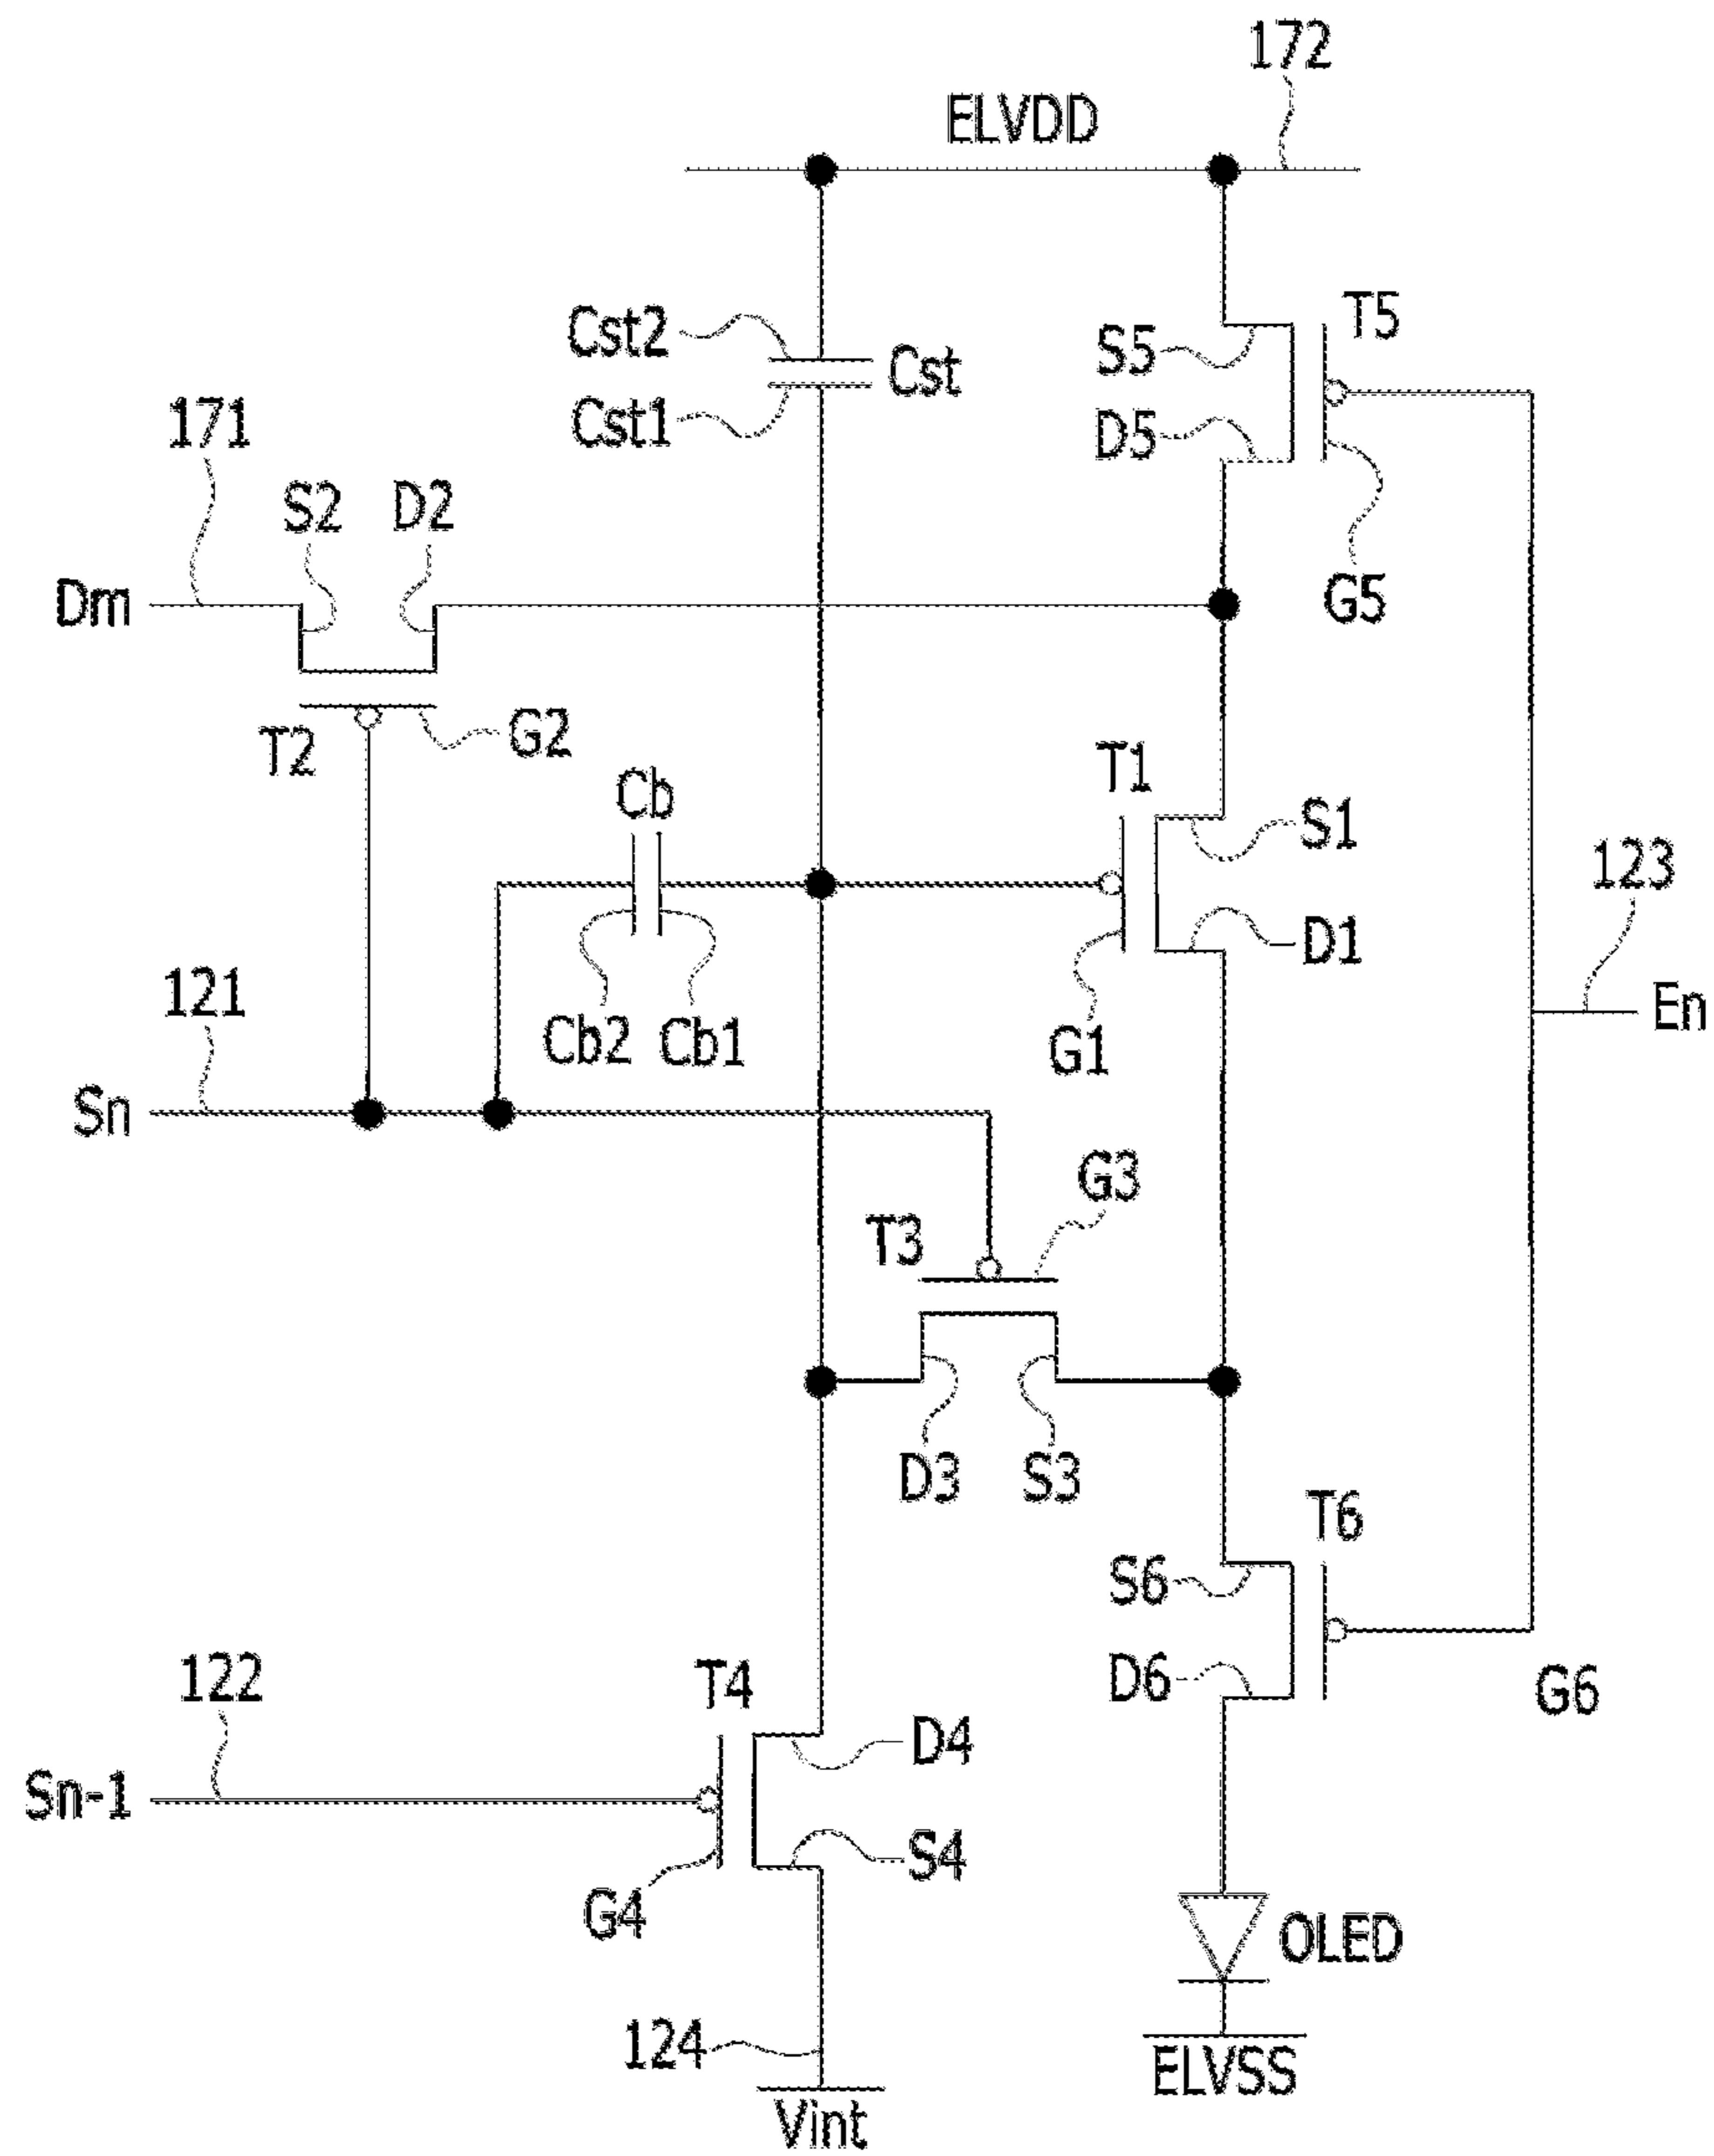 172
ELVDD
T5
Cst2
S5
Cst
Cst1
D5
171
S2
D2
Dm
G5
G2
T2
T1
Cb
S1
123
D1
121
En
Cb2
Cb1
G1
Sn
G3
T3
D3
S3
T6
S6
122
T4
D6
G6
D4
Sn-1
S4
G4
OLED
124
ELVSS
Vint